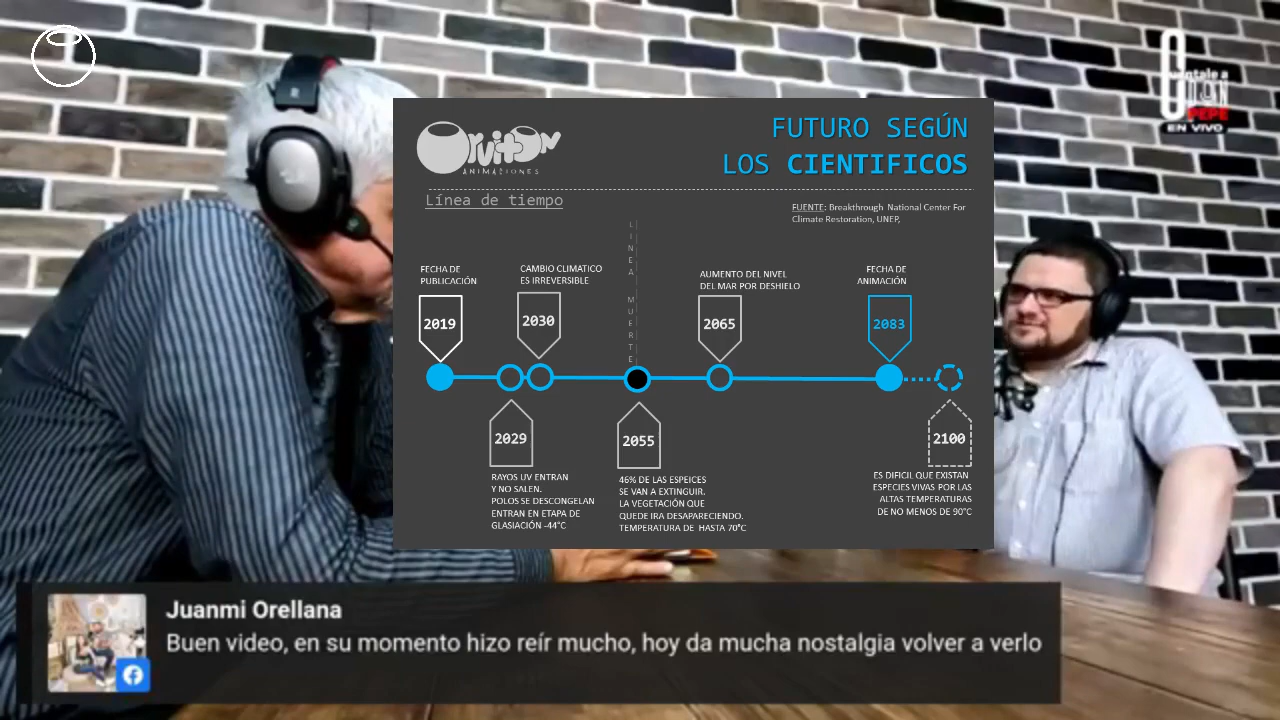 Cuéntale a
JUAN
PEPE
EN VIVO
Orviton
ANIMACIONES
FUTURO SEGÚN
LOS CIENTIFICOS
Línea de tiempo
FUENTE: Breakthrough National Center For
Climate Restoration, UNEP,
LINEA MUERTE
FECHA DE
PUBLICACIÓN
2019
CAMBIO CLIMATICO
ES IRREVERSIBLE
2030
AUMENTO DEL NIVEL
DEL MAR POR DESHIELO
2065
FECHA DE
ANIMACIÓN
2083
2029
RAYOS UV ENTRAN
Y NO SALEN.
POLOS SE DESCONGELAN
ENTRAN EN ETAPA DE
GLASIACIÓN -44°C
2055
46% DE LAS ESPEICES
SE VAN A EXTINGUIR.
LA VEGETACIÓN QUE
QUEDE IRA DESAPARECIENDO.
TEMPERATURA DE HASTA 70°C
2100
ES DIFICIL QUE EXISTAN
ESPECIES VIVAS POR LAS
ALTAS TEMPERATURAS
DE NO MENOS DE 90°C
Juanmi Orellana
Buen video, en su momento hizo reír mucho, hoy da mucha nostalgia volver a verlo